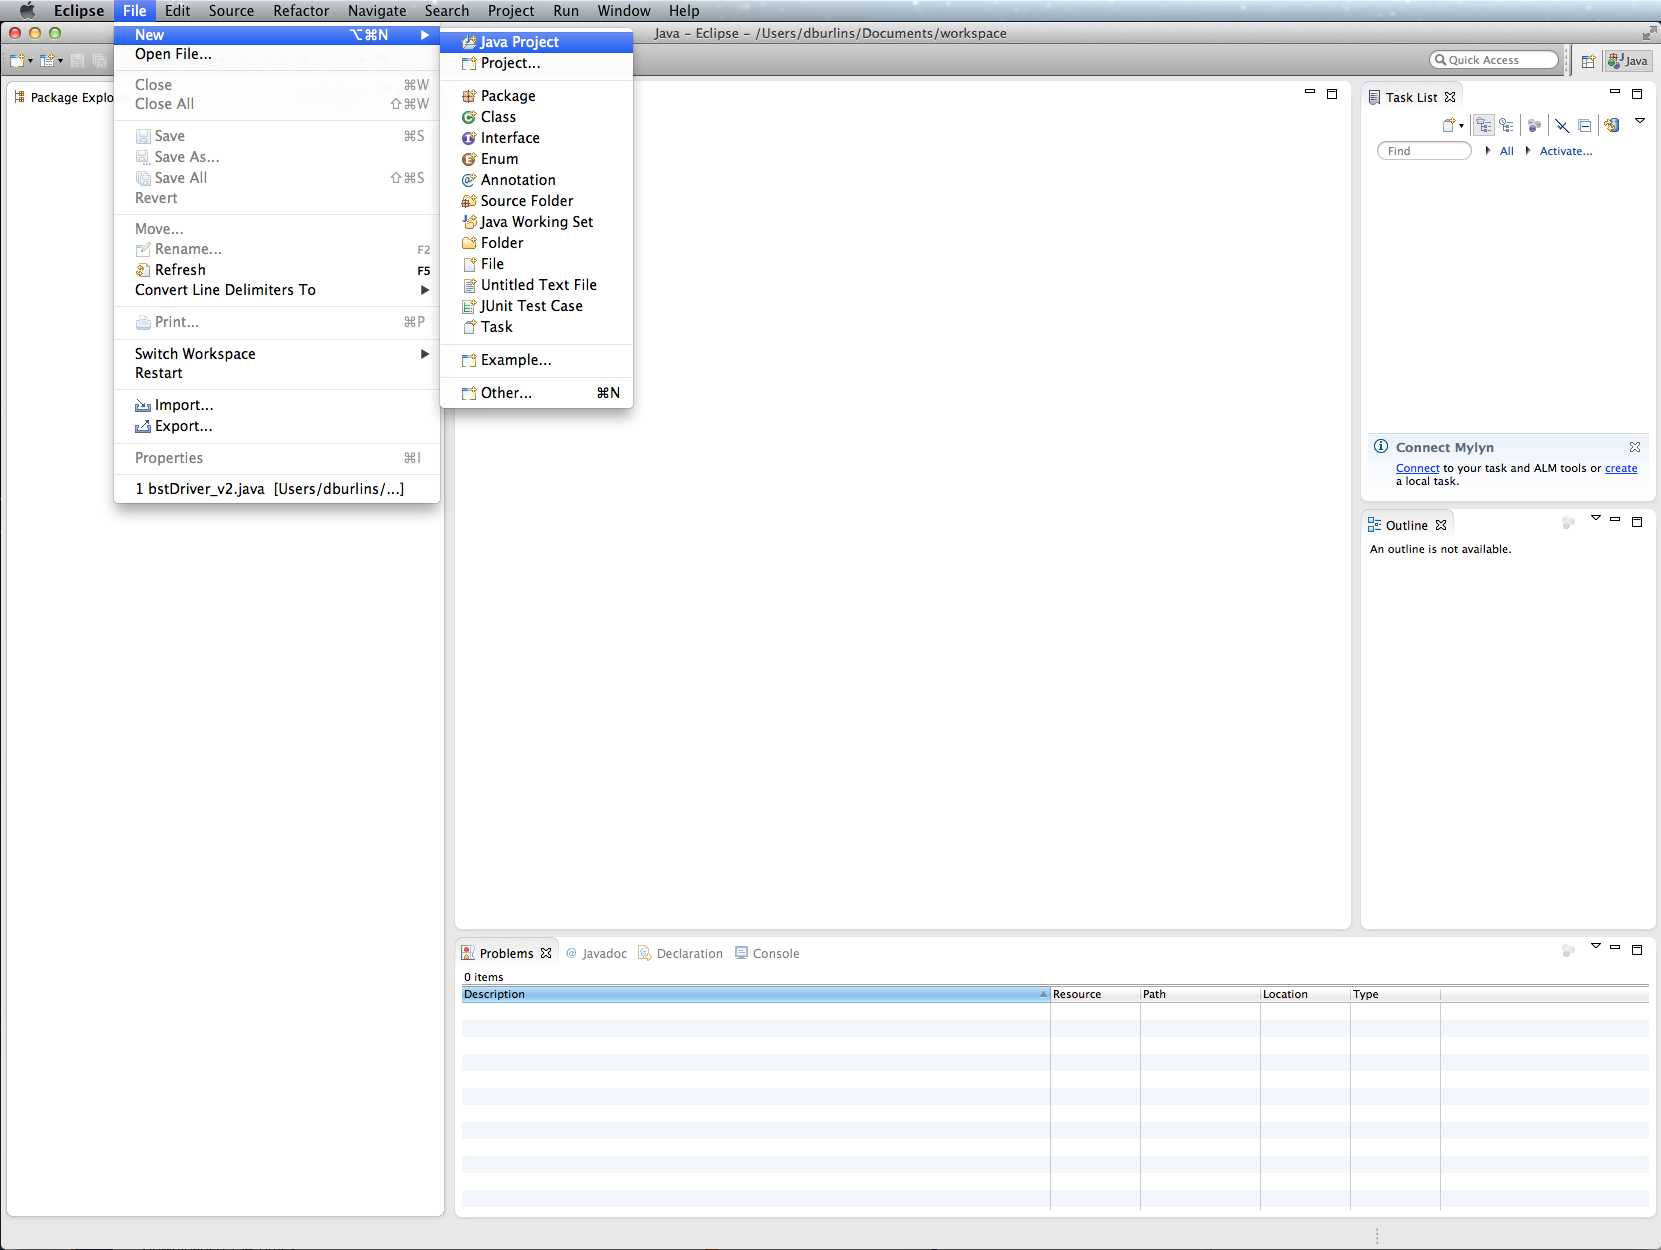 Eclipse File Edit Source Refactor Navigate Search Project Run Window Help
Java – Eclipse – /Users/dburlins/Documents/workspace
Quick Access
Java
Package Explo
New ⌥⌘N
Open File...
Close ⌘W
Close All ⇧⌘W
Save ⌘S
Save As...
Save All ⇧⌘S
Revert
Move...
Rename... F2
Refresh F5
Convert Line Delimiters To
Print... ⌘P
Switch Workspace
Restart
Import...
Export...
Properties ⌘I
1 bstDriver_v2.java [Users/dburlins/...]
Java Project
Project...
Package
Class
Interface
Enum
Annotation
Source Folder
Java Working Set
Folder
File
Untitled Text File
JUnit Test Case
Task
Example...
Other... ⌘N
Task List
Find
All
Activate...
Connect Mylyn
Connect to your task and ALM tools or create
a local task.
Outline
An outline is not available.
Problems @ Javadoc Declaration Console
0 items
Description Resource Path Location Type